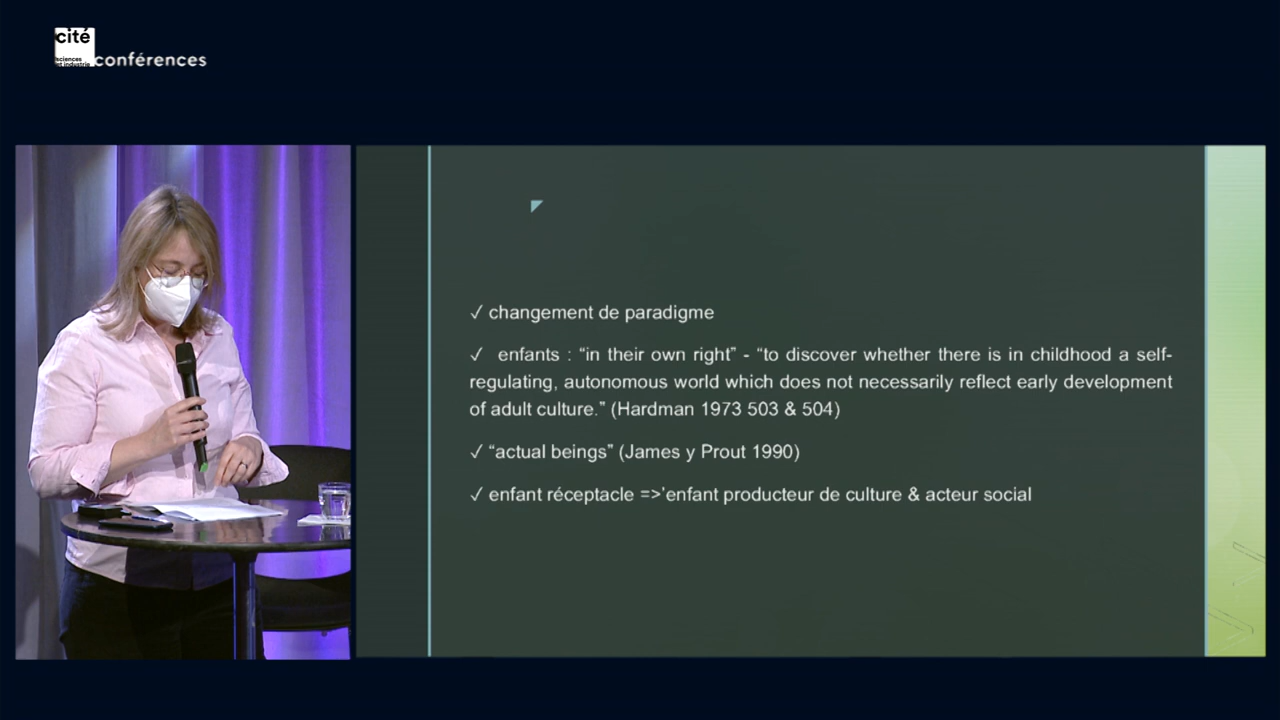 cité
sciences
et industrie
conférences
✓ changement de paradigme
✓ enfants : “in their own right” - “to discover whether there is in childhood a self-
regulating, autonomous world which does not necessarily reflect early development
of adult culture.” (Hardman 1973 503 & 504)
✓ “actual beings” (James y Prout 1990)
✓ enfant réceptacle =>’enfant producteur de culture & acteur social